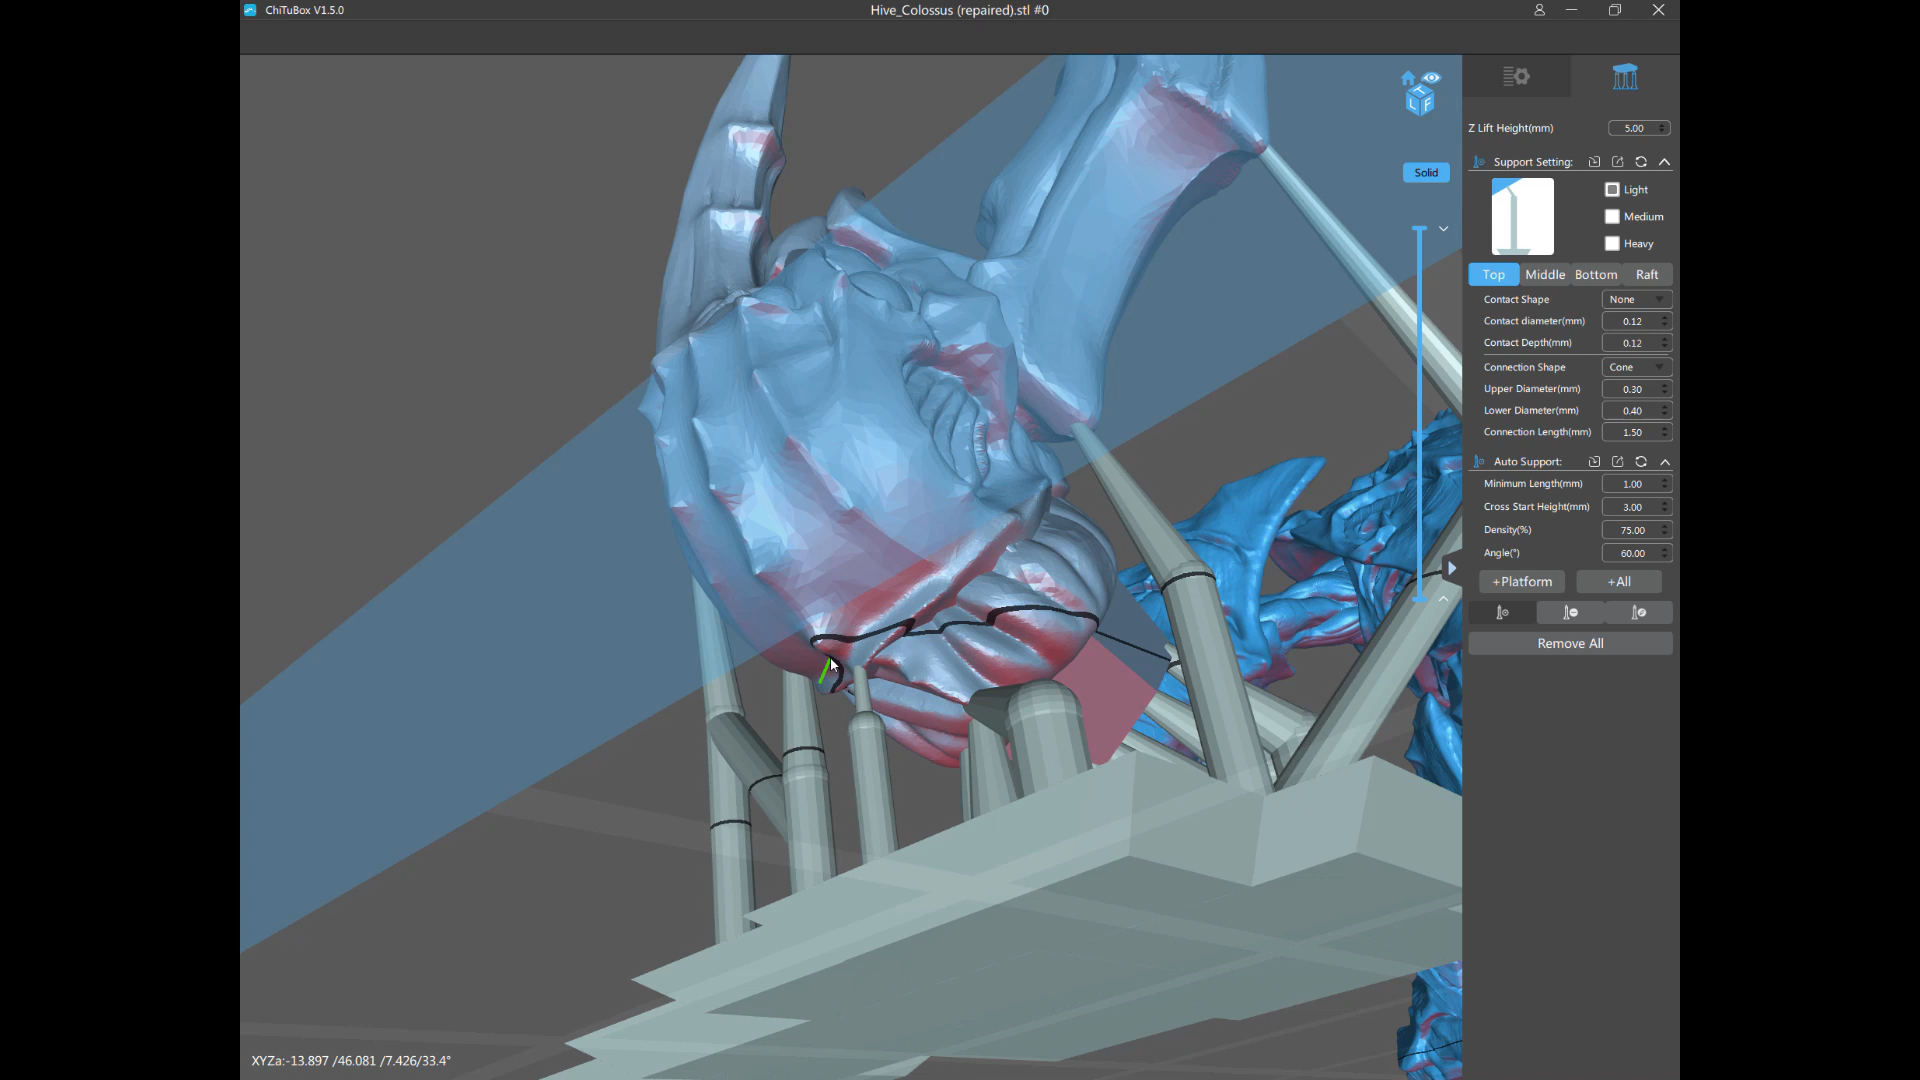 ChiTuBox V1.5.0
Hive_Colossus (repaired).stl #0
T
L F
Solid
Z Lift Height(mm) 5.00
Support Setting:
Light
Medium
Heavy
Top Middle Bottom Raft
Contact Shape None
Contact diameter(mm) 0.12
Contact Depth(mm) 0.12
Connection Shape Cone
Upper Diameter(mm) 0.30
Lower Diameter(mm) 0.40
Connection Length(mm) 1.50
Auto Support:
Minimum Length(mm) 1.00
Cross Start Height(mm) 3.00
Density(%) 75.00
Angle(°) 60.00
+Platform +All
Remove All
XYZa:-13.897 /46.081 /7.426/33.4°